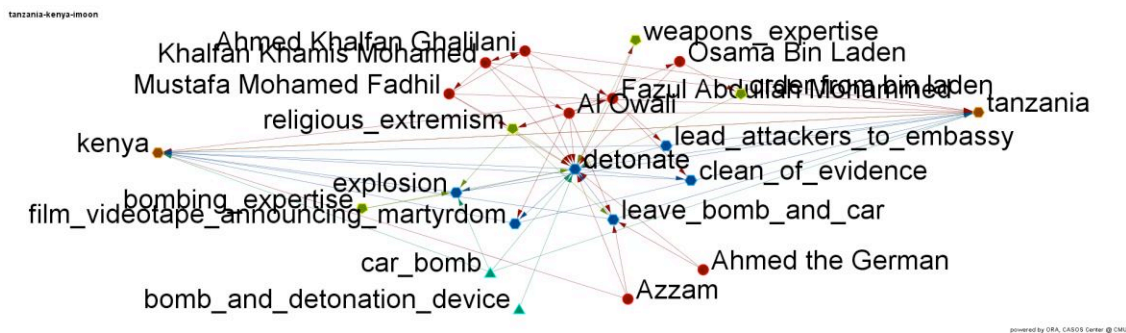 tanzania-kenya-imoon
weapons_expertise
Ahmed Khalfan Ghalilani
Khalfan Khamis Mohamed
Osama Bin Laden
Mustafa Mohamed Fadhil
order from bin laden
Fazul Abdullah Mohammed
Al Owali
tanzania
religious_extremism
lead_attackers_to_embassy
kenya
detonate
clean_of_evidence
explosion
bombing_expertise
film_videotape_announcing_martyrdom
leave_bomb_and_car
car_bomb
Ahmed the German
Azzam
bomb_and_detonation_device
powered by ORA, CASOS Center @ CMU